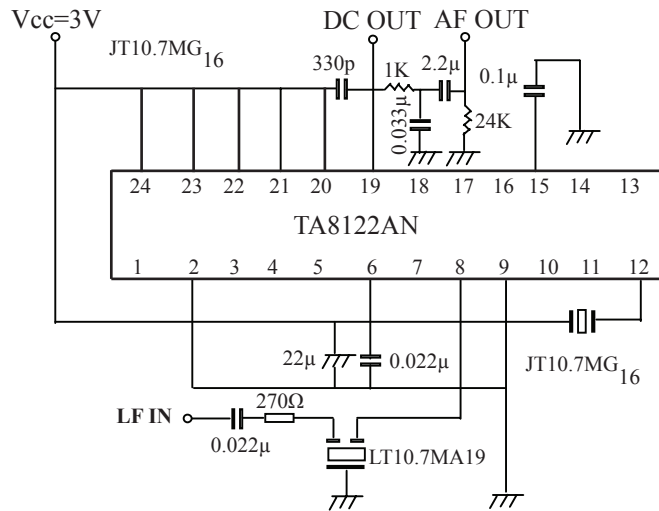 Vcc=3V
DC OUT AF OUT
JT10.7MG16
330p 1K 2.2µ 0.1µ
0.033µ
24K
24 23 22 21 20 19 18 17 16 15 14 13
TA8122AN
1 2 3 4 5 6 7 8 9 10 11 12
22µ 0.022µ
JT10.7MG16
LF IN 270Ω
0.022µ
LT10.7MA19